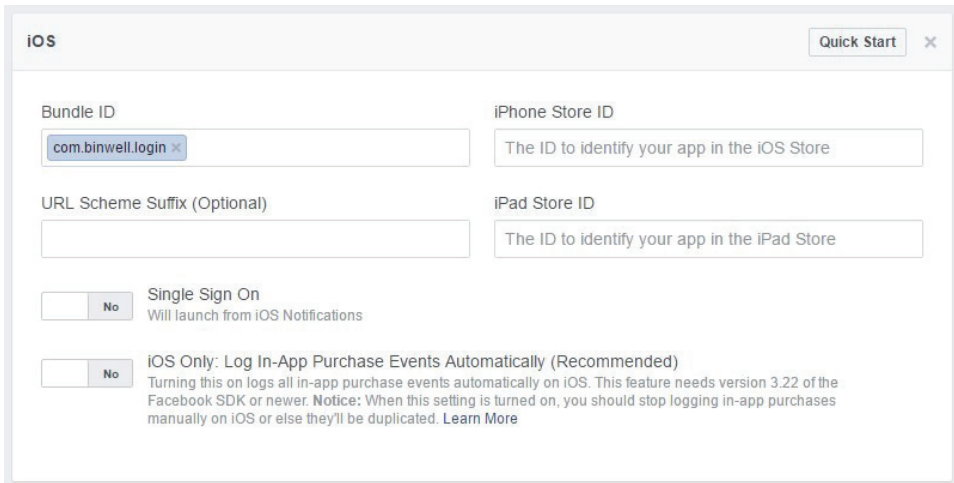 iOS
Quick Start ×
Bundle ID
iPhone Store ID
com.binwell.login ×
The ID to identify your app in the iOS Store
URL Scheme Suffix (Optional)
iPad Store ID
The ID to identify your app in the iPad Store
No
Single Sign On
Will launch from iOS Notifications
No
iOS Only: Log In-App Purchase Events Automatically (Recommended)
Turning this on logs all in-app purchase events automatically on iOS. This feature needs version 3.22 of the
Facebook SDK or newer. Notice: When this setting is turned on, you should stop logging in-app purchases
manually on iOS or else they'll be duplicated. Learn More